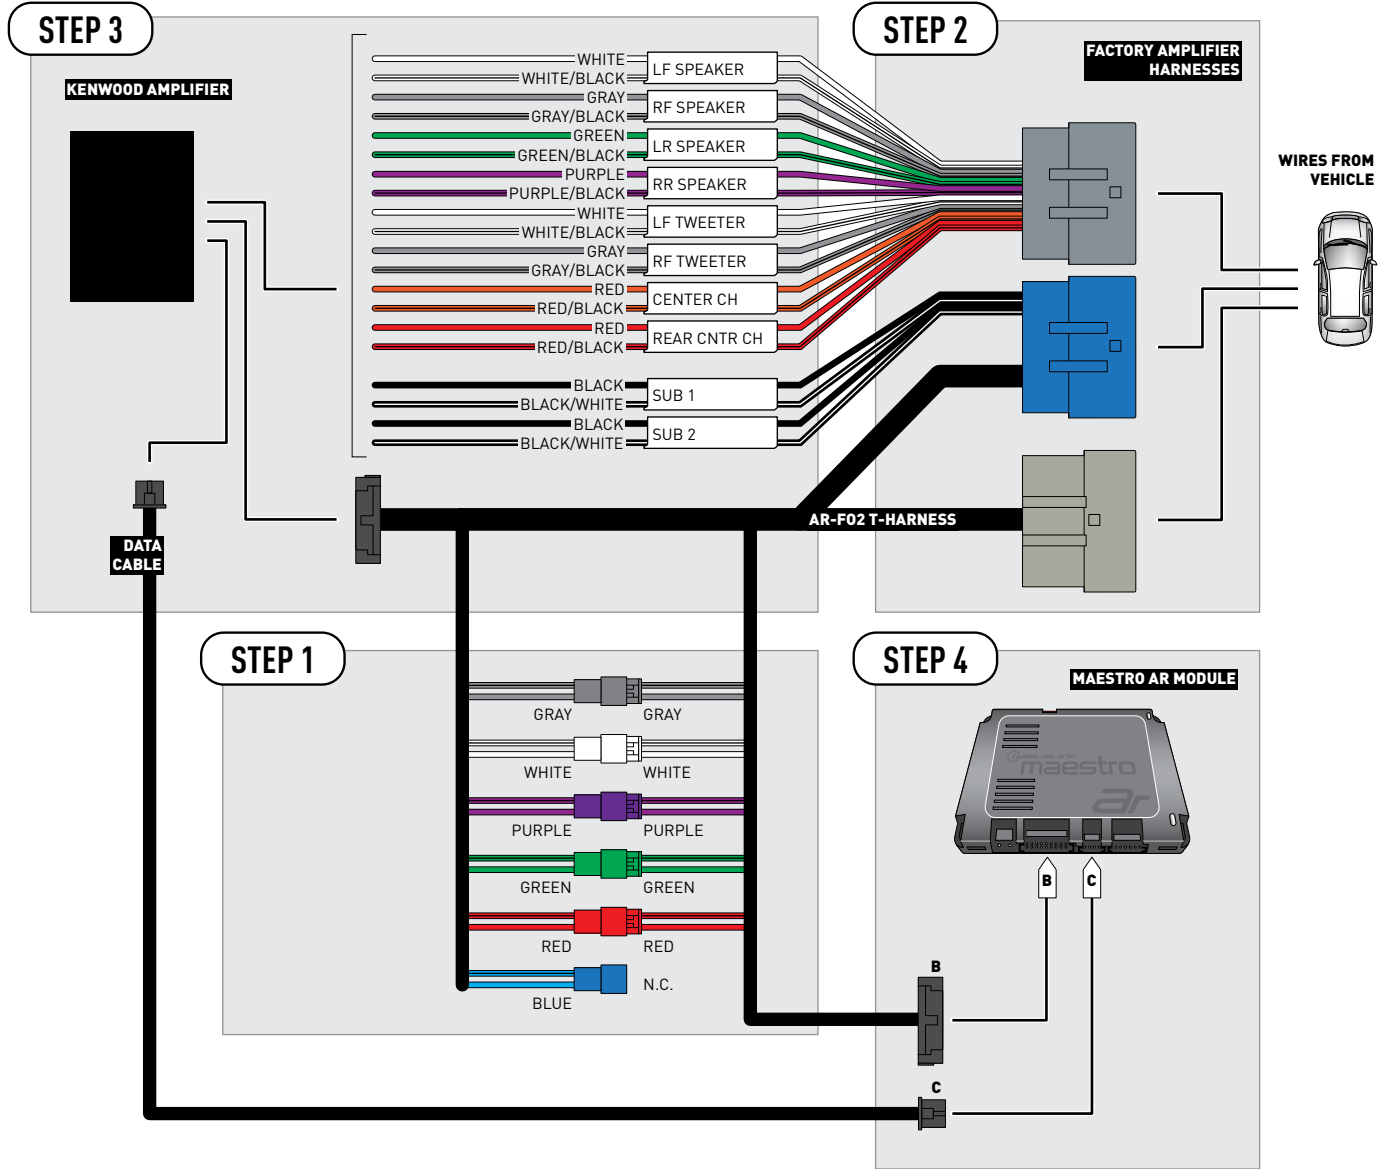 STEP 3
KENWOOD AMPLIFIER
WHITE
WHITE/BLACK
LF SPEAKER
GRAY
GRAY/BLACK
RF SPEAKER
GREEN
GREEN/BLACK
LR SPEAKER
PURPLE
PURPLE/BLACK
RR SPEAKER
WHITE
WHITE/BLACK
LF TWEETER
GRAY
GRAY/BLACK
RF TWEETER
RED
RED/BLACK
CENTER CH
RED
RED/BLACK
REAR CNTR CH
BLACK
BLACK/WHITE
SUB 1
BLACK
BLACK/WHITE
SUB 2
DATA
CABLE
AR-FO2 T-HARNESS
STEP 2
FACTORY AMPLIFIER
HARNESSES
WIRES FROM
VEHICLE
STEP 1
GRAY GRAY
WHITE WHITE
PURPLE PURPLE
GREEN GREEN
RED RED
BLUE
N.C.
STEP 4
MAESTRO AR MODULE
maestro
ar
B
C
B
C